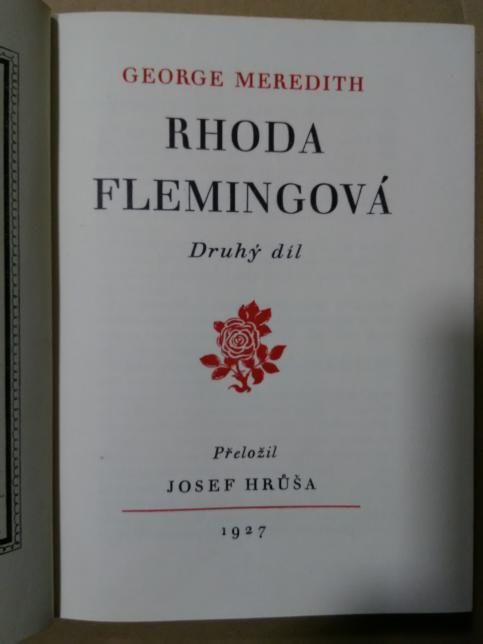 GEORGE MEREDITH
RHODA
FLEMINGOVÁ
Druhý díl
Přeložil
JOSEF HRŮŠA
1927